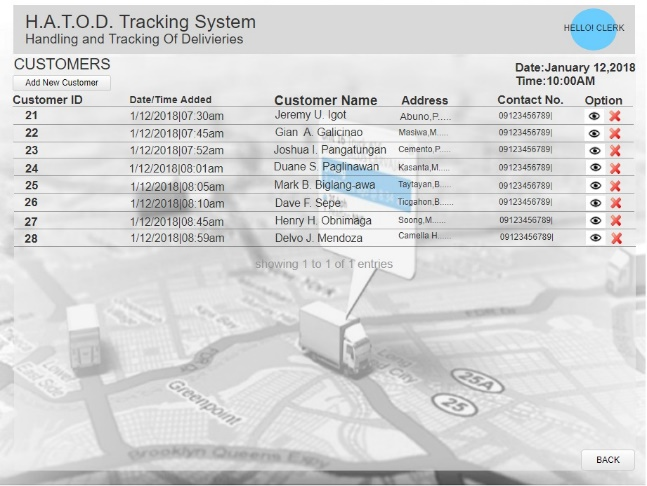 H.A.T.O.D. Tracking System
HELLO! CLERK
Handling and Tracking Of Delivieries
CUSTOMERS
Date:January 12,2018
Add New Customer
Time:10:00AM
Customer ID Date/Time Added Customer Name Address Contact No. Option
21 1/12/2018|07:30am Jeremy U. Igot Abuno,P..... 09123456789|
22 1/12/2018|07:45am Gian A. Galicinao Masiwa,M..... 09123456789|
23 1/12/2018|07:52am Joshua I. Pangatungan Cemento,P..... 09123456789|
24 1/12/2018|08:01am Duane S. Paglinawan Kasanta,M.... 09123456789|
25 1/12/2018|08:05am Mark B. Biglang-awa Taytayan,B..... 09123456789|
26 1/12/2018|08:10am Dave F. Sepe Ticgahon,B...... 09123456789|
27 1/12/2018|08.45am Henry H. Obnimaga Soong,M...... 09123456789|
28 1/12/2018|08.59am Delvo J. Mendoza Camella H.... 09123456789|
showing 1 to 1 of 1 entries
Long
City
25A
Greenpoint
25
Brooklyn Queens Expy
BACK